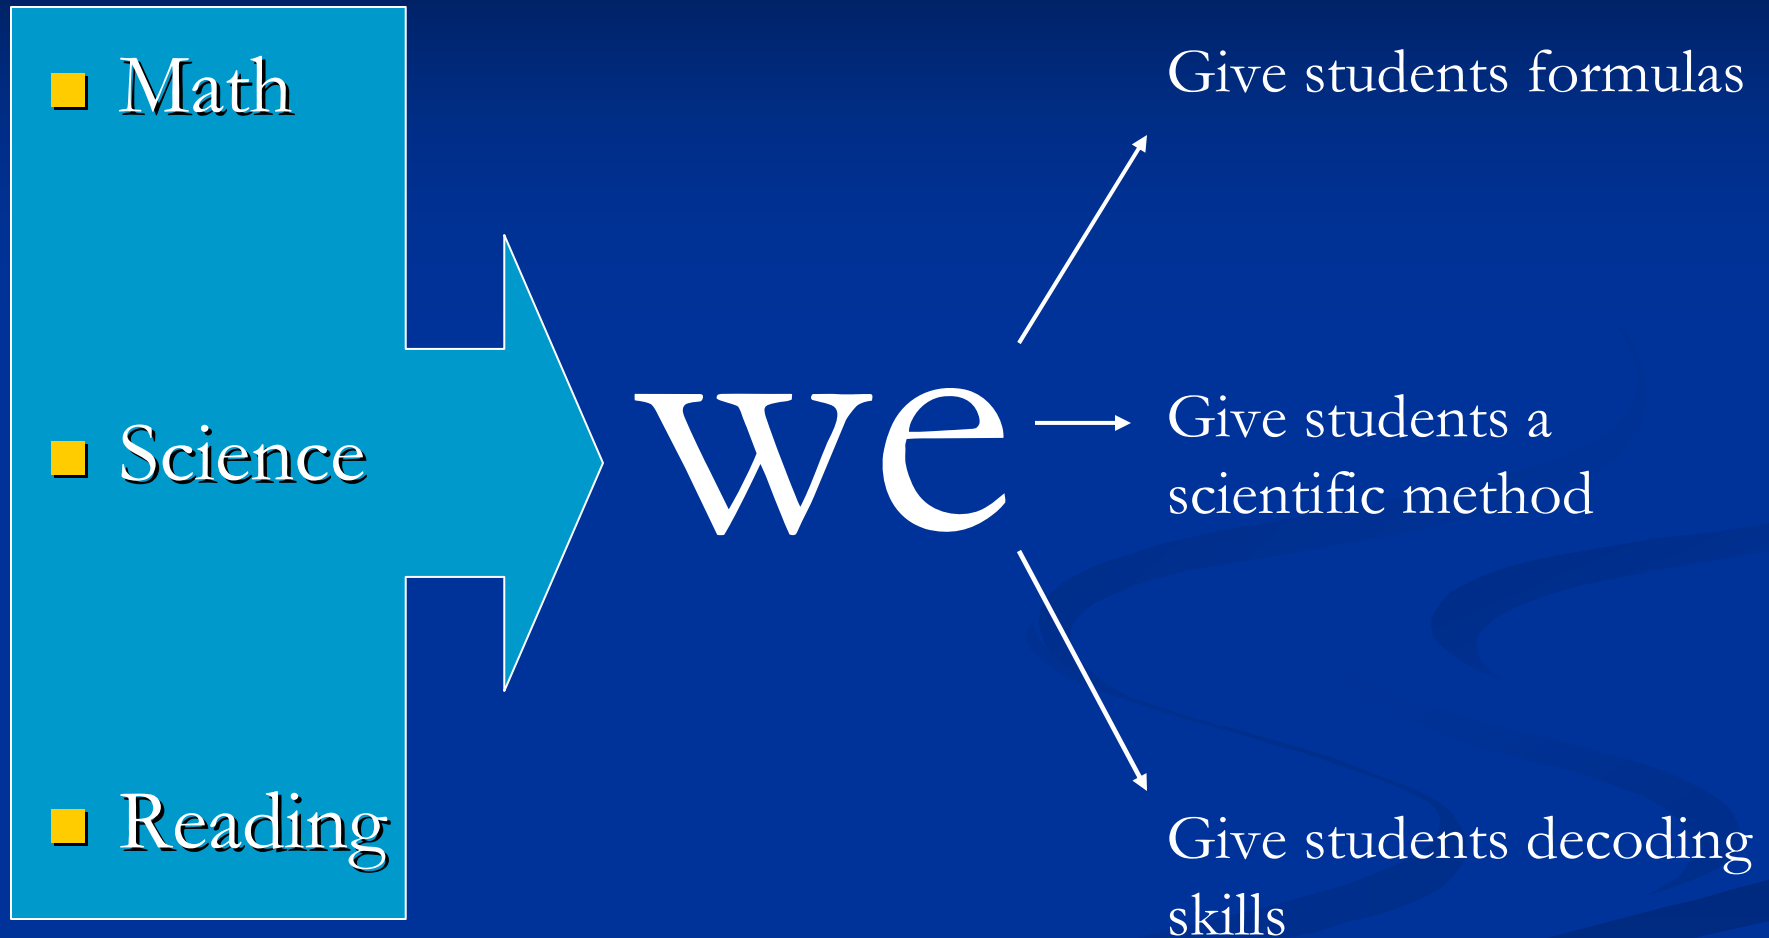 Math
Science
Reading
we
Give students formulas
Give students a
scientific method
Give students decoding
skills